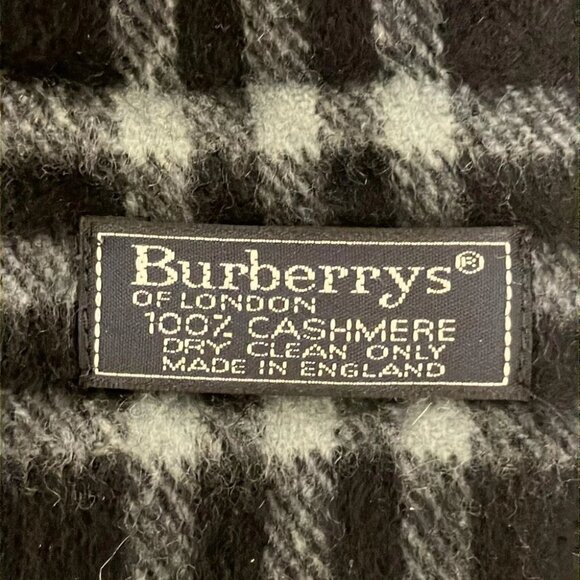 Burberrys®
OF LONDON
100% CASHMERE
DRY CLEAN ONLY
MADE IN ENGLAND